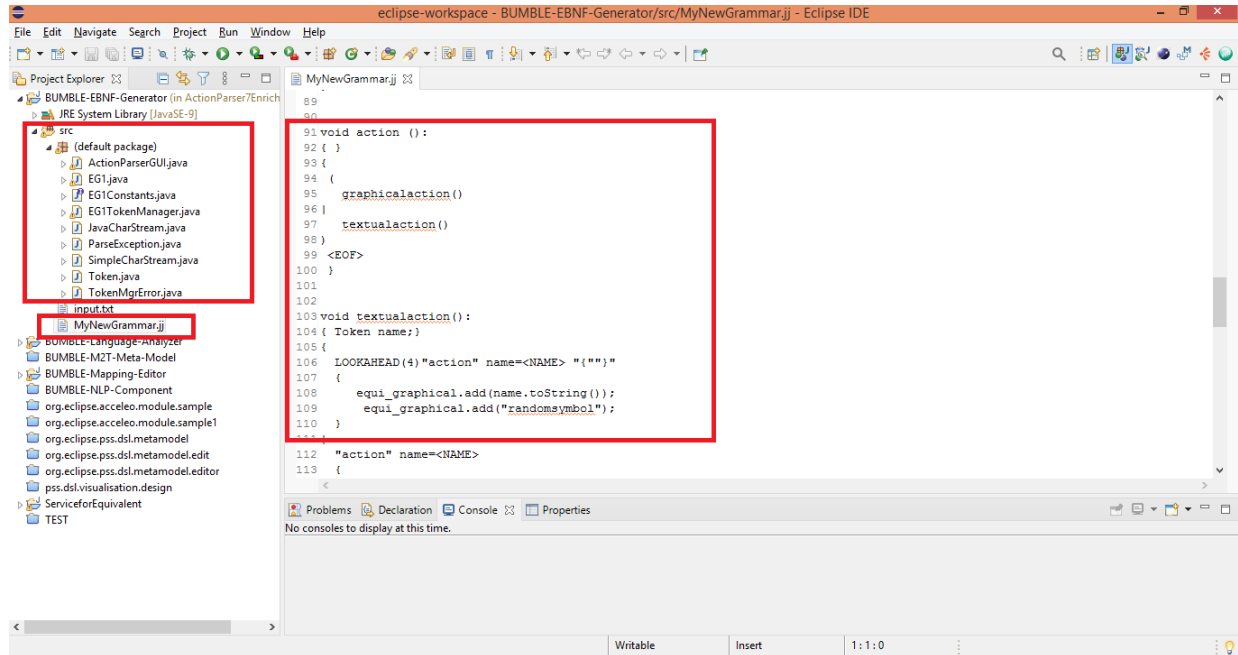 eclipse-workspace - BUMBLE-EBNF-Generator/src/MyNewGrammar.jj - Eclipse IDE
File Edit Navigate Search Project Run Window Help
Project Explorer
BUMBLE-EBNF-Generator (in ActionParser7Enrich
JRE System Library [JavaSE-9]
src
(default package)
ActionParserGUI.java
EG1.java
EG1Constants.java
EG1TokenManager.java
JavaCharStream.java
ParseException.java
SimpleCharStream.java
Token.java
TokenMgrError.java
input.txt
MyNewGrammar.jj
BUMBLE-Language-Analyzer
BUMBLE-M2T-Meta-Model
BUMBLE-Mapping-Editor
BUMBLE-NLP-Component
org.eclipse.acceleo.module.sample
org.eclipse.acceleo.module.sample1
org.eclipse.pss.dsl.metamodel
org.eclipse.pss.dsl.metamodel.edit
org.eclipse.pss.dsl.metamodel.editor
pss.dsl.visualisation.design
ServiceforEquivalent
TEST
MyNewGrammar.jj
89
90
91 void action ():
92 { }
93 {
94 (
95 graphicalaction()
96 |
97 textualaction()
98 )
99 <EOF>
100 }
101
102
103 void textualaction():
104 { Token name;}
105 {
106 LOOKAHEAD(4)"action" name=<NAME> "{""}"
107 {
108 equi_graphical.add(name.toString());
109 equi_graphical.add("randomsymbol");
110 }
111 |
112 "action" name=<NAME>
113 {
Problems Declaration Console Properties
No consoles to display at this time.
Writable Insert 1:1:0